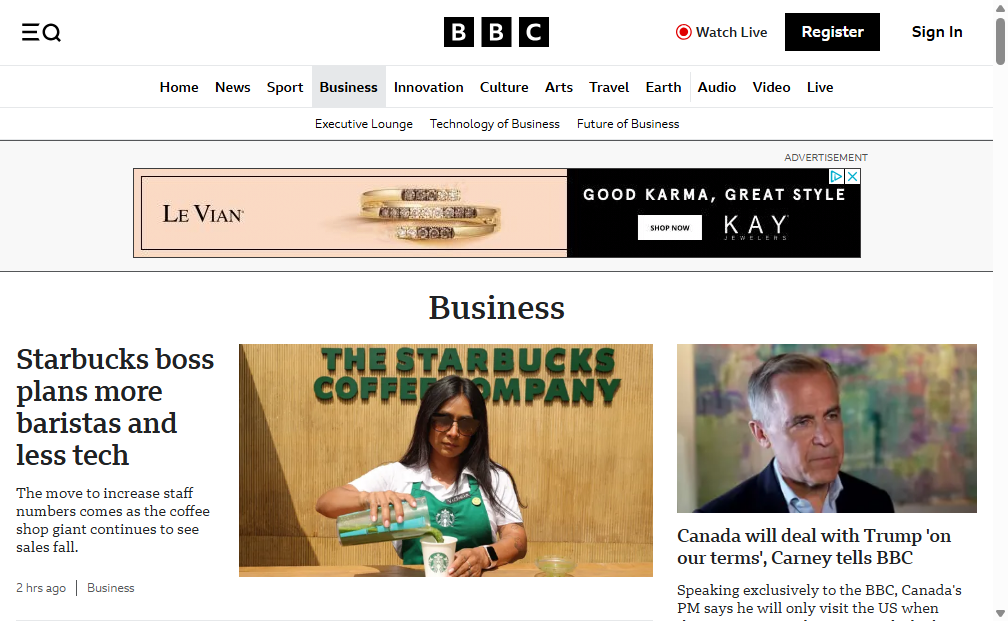 BBC
Watch Live
Register
Sign In
Home
News
Sport
Business
Innovation
Culture
Arts
Travel
Earth
Audio
Video
Live
Executive Lounge
Technology of Business
Future of Business
ADVERTISEMENT
LE VIAN
GOOD KARMA, GREAT STYLE
SHOP NOW
KAY
JEWELERS
Business
Starbucks boss
plans more
baristas and
less tech
The move to increase staff
numbers comes as the coffee
shop giant continues to see
sales fall.
2 hrs ago
Business
THE STARBUCKS
COFFEE COMPANY
Canada will deal with Trump 'on
our terms', Carney tells BBC
Speaking exclusively to the BBC, Canada's
PM says he will only visit the US when